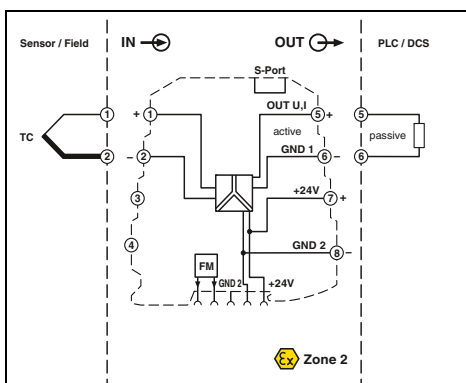 Sensor / Field
IN
OUT
PLC / DCS
S-Port
OUT U,I
TC
1
+ 1
5 +
5
active
passive
2
– 2
GND 1
6 –
6
3
+24V
7 +
4
GND 2
8 –
FM
GND 2
+24V
Ex Zone 2